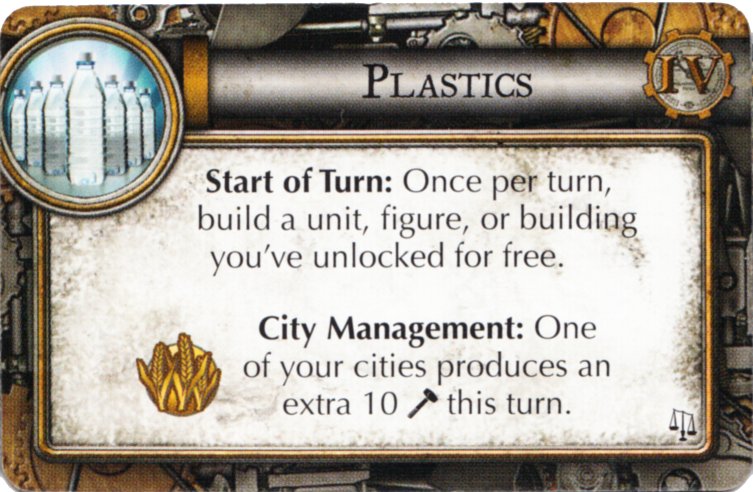 PLASTICS
IV
Start of Turn: Once per turn,
build a unit, figure, or building
you've unlocked for free.
City Management: One
of your cities produces an
extra 10 this turn.